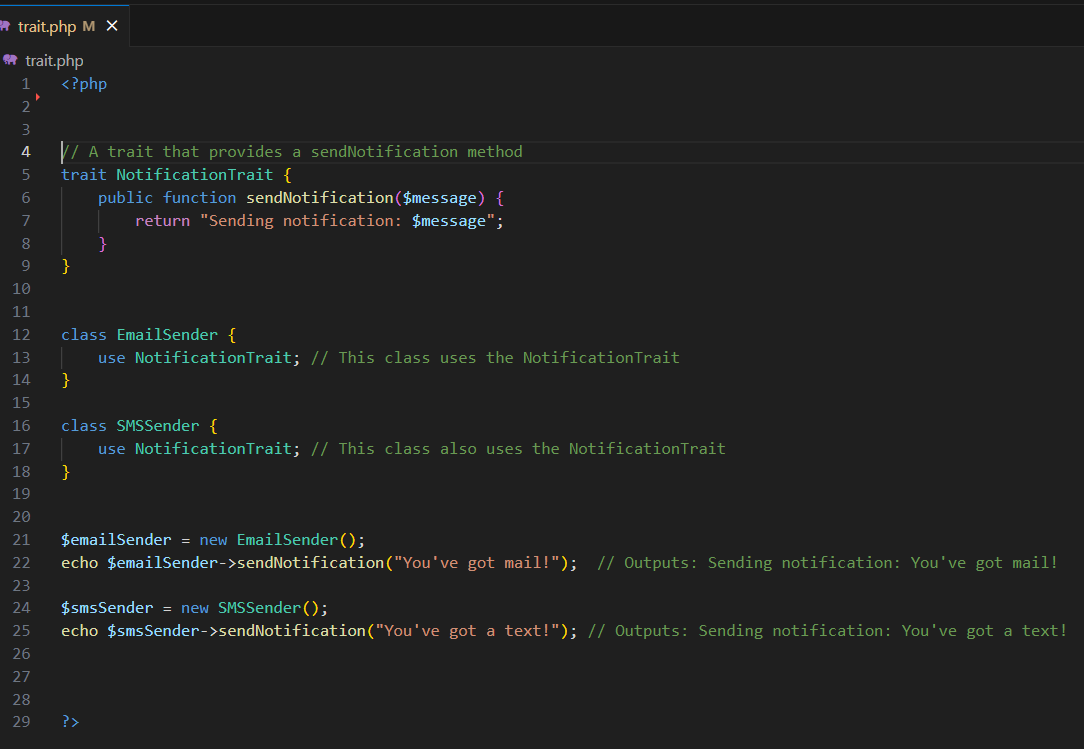 trait.php M ×
trait.php
1 <?php
2
3
4 // A trait that provides a sendNotification method
5 trait NotificationTrait {
6     public function sendNotification($message) {
7         return "Sending notification: $message";
8     }
9 }
10
11
12 class EmailSender {
13     use NotificationTrait; // This class uses the NotificationTrait
14 }
15
16 class SMSSender {
17     use NotificationTrait; // This class also uses the NotificationTrait
18 }
19
20
21 $emailSender = new EmailSender();
22 echo $emailSender->sendNotification("You've got mail!");  // Outputs: Sending notification: You've got mail!
23
24 $smsSender = new SMSSender();
25 echo $smsSender->sendNotification("You've got a text!"); // Outputs: Sending notification: You've got a text!
26
27
28
29 ?>